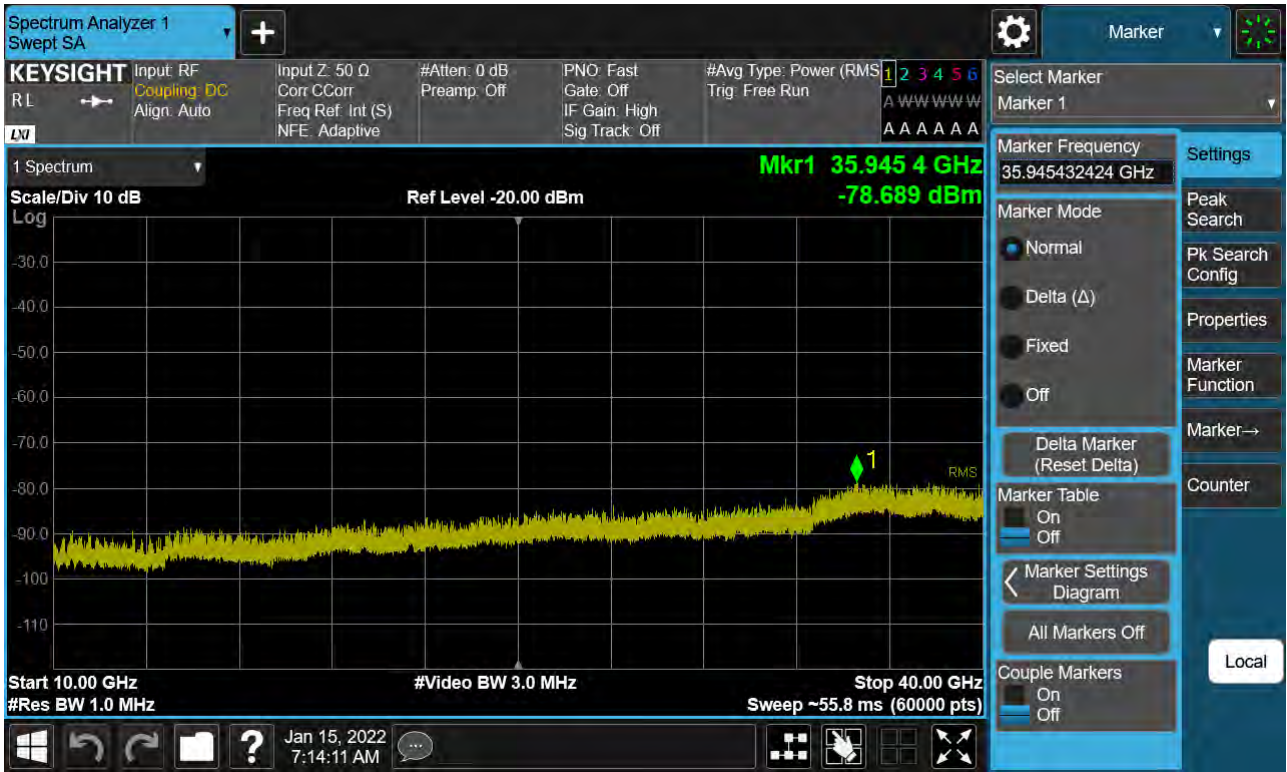 Spectrum Analyzer 1
Swept SA
+
Marker
KEYSIGHT
RL
LXI
Input: RF
Coupling: DC
Align: Auto
Input Z: 50 Ω
Corr CCorr
Freq Ref: Int (S)
NFE: Adaptive
#Atten: 0 dB
Preamp: Off
PNO: Fast
Gate: Off
IF Gain: High
Sig Track: Off
#Avg Type: Power (RMS
Trig: Free Run
1 2 3 4 5 6
A W W W W W
A A A A A A
Select Marker
Marker 1
1 Spectrum
Mkr1 35.945 4 GHz
-78.689 dBm
Scale/Div 10 dB
Ref Level -20.00 dBm
Log
-30.0
-40.0
-50.0
-60.0
-70.0
-80.0
-90.0
-100
-110
1
RMS
Start 10.00 GHz
#Video BW 3.0 MHz
Stop 40.00 GHz
#Res BW 1.0 MHz
Sweep ~55.8 ms (60000 pts)
Marker Frequency
35.945432424 GHz
Marker Mode
Normal
Delta (Δ)
Fixed
Off
Delta Marker
(Reset Delta)
Marker Table
On
Off
Marker Settings
Diagram
All Markers Off
Couple Markers
On
Off
Settings
Peak
Search
Pk Search
Config
Properties
Marker
Function
Marker→
Counter
Local
?
Jan 15, 2022
7:14:11 AM